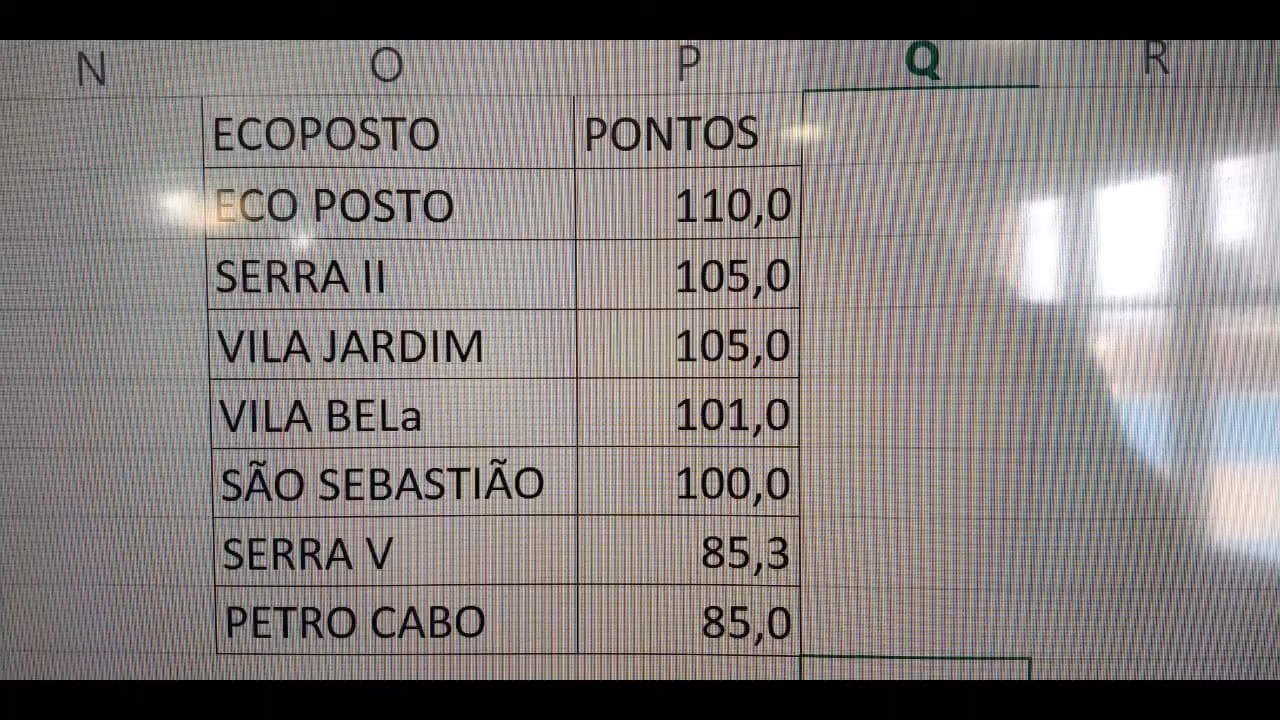 N O P Q R
ECOPOSTO PONTOS
ECO POSTO 110,0
SERRA II 105,0
VILA JARDIM 105,0
VILA BELa 101,0
SÃO SEBASTIÃO 100,0
SERRA V 85,3
PETRO CABO 85,0